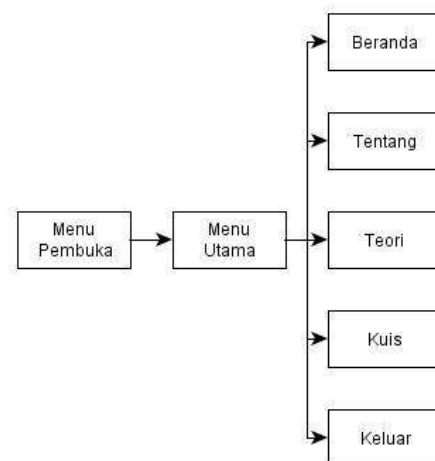 Beranda
Tentang
Menu
Pembuka
Menu
Utama
Teori
Kuis
Keluar